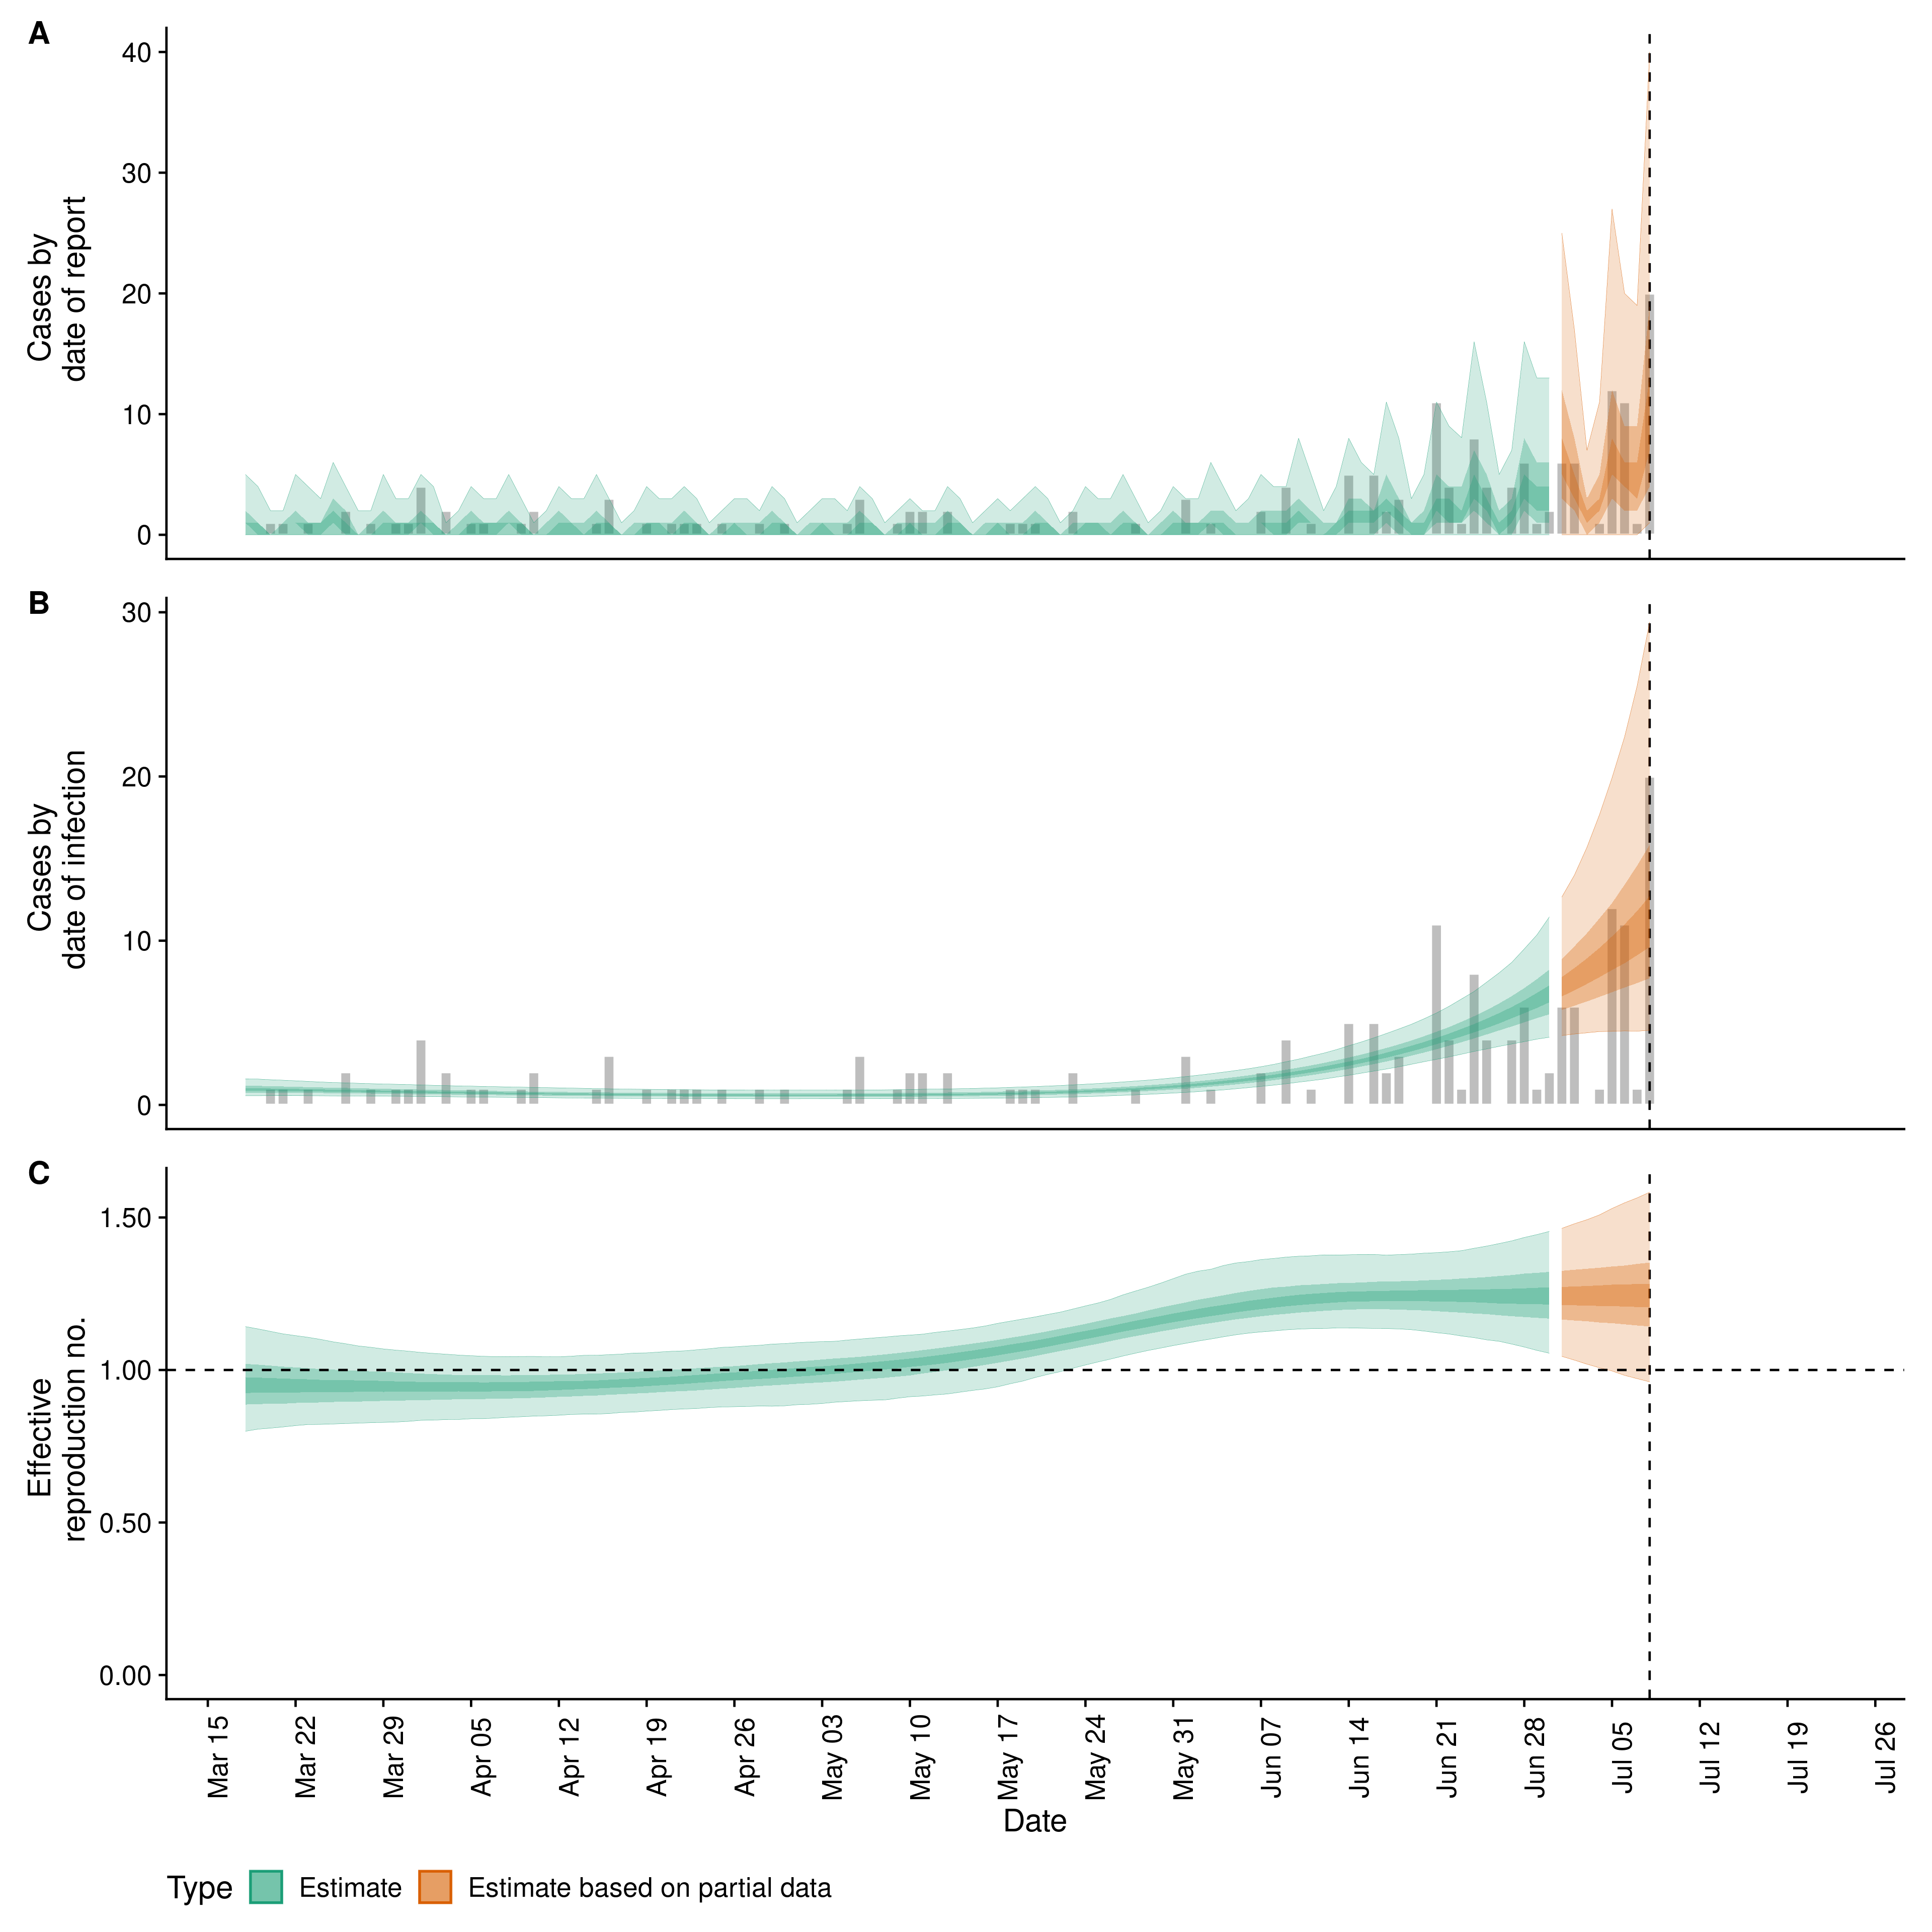 A
40
30
20
10
0
Cases by
date of report
B
30
20
10
0
Cases by
date of infection
C
1.50
1.00
0.50
0.00
Effective
reproduction no.
Mar 15
Mar 22
Mar 29
Apr 05
Apr 12
Apr 19
Apr 26
May 03
May 10
May 17
May 24
May 31
Jun 07
Jun 14
Jun 21
Jun 28
Jul 05
Jul 12
Jul 19
Jul 26
Date
Type Estimate Estimate based on partial data